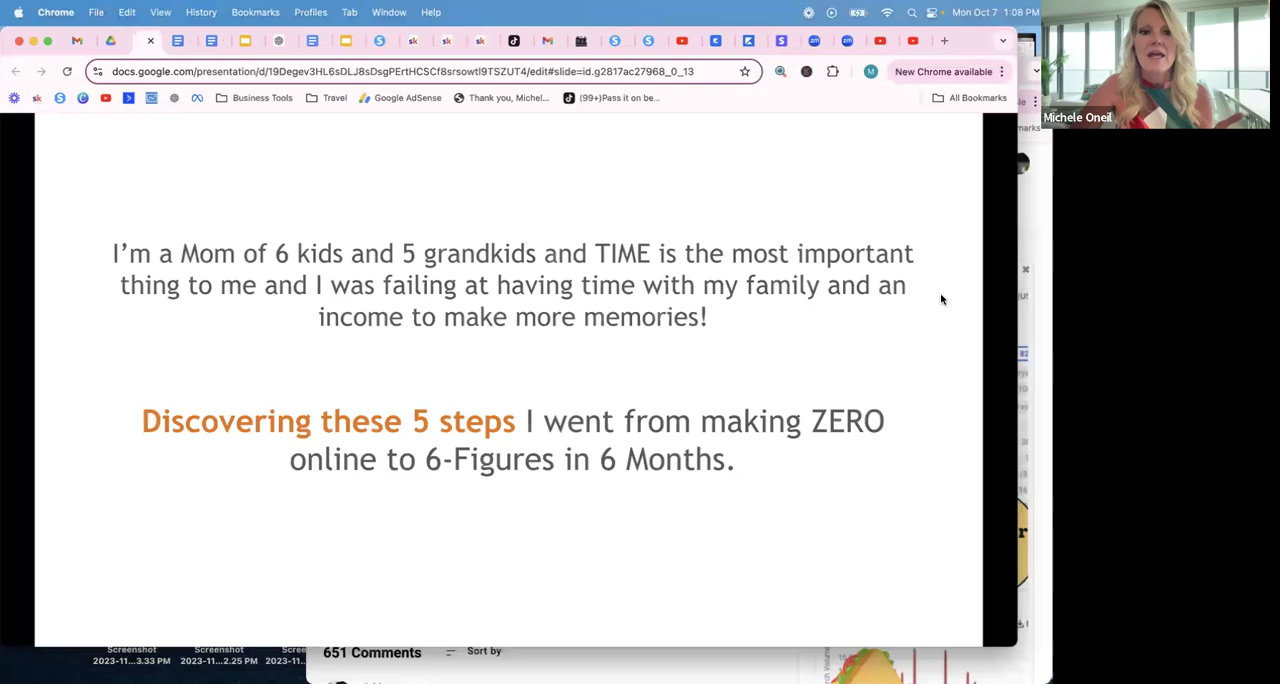 Chrome File Edit View History Bookmarks Profiles Tab Window Help
Mon Oct 7 1:08 PM
docs.google.com/presentation/d/19Degev3HL6sDLJ8sDsgPErtHCSCf8srsowtl9TSZUT4/edit#slide=id.g2817ac27968_0_13
New Chrome available
Business Tools Travel Google AdSense Thank you, Michel... (99+)Pass it on be... All Bookmarks
Michele Oneil
marks
I'm a Mom of 6 kids and 5 grandkids and TIME is the most important
thing to me and I was failing at having time with my family and an
income to make more memories!
Discovering these 5 steps I went from making ZERO
online to 6-Figures in 6 Months.
Screenshot Screenshot Scree
2023-11...3.33 PM 2023-11...2.25 PM 2023-11...
651 Comments Sort by